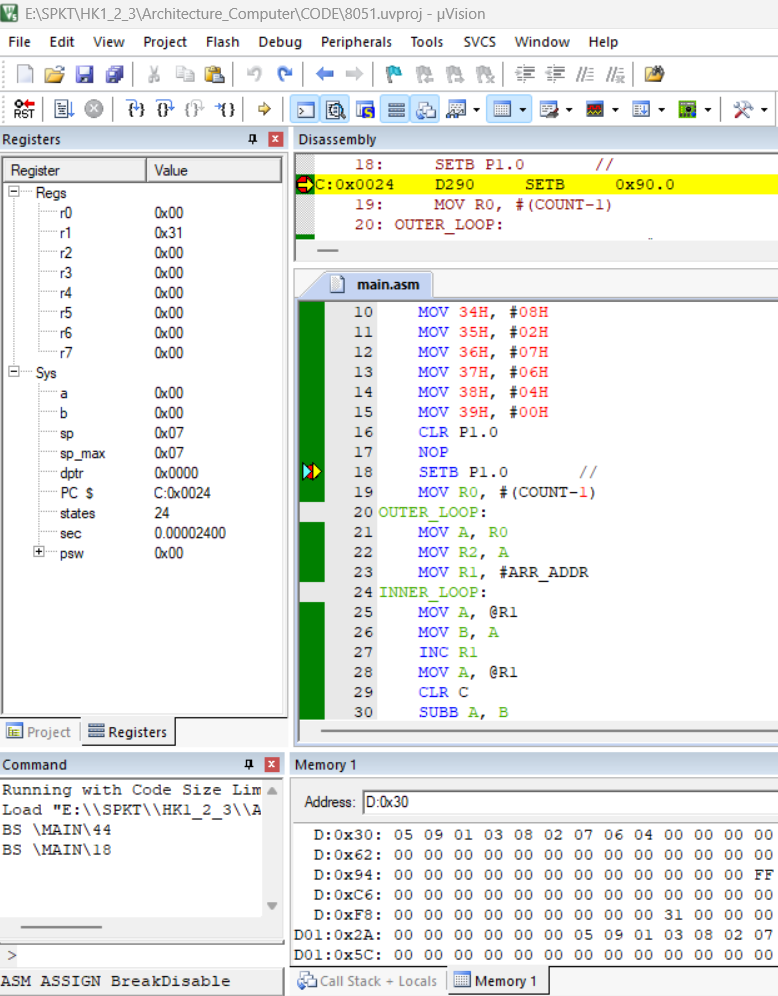 E:\SPKT\HK1_2_3\Architecture_Computer\CODE\8051.uvproj - µVision
File Edit View Project Flash Debug Peripherals Tools SVCS Window Help
RST
Registers
Register Value
Regs
r0 0x00
r1 0x31
r2 0x00
r3 0x00
r4 0x00
r5 0x00
r6 0x00
r7 0x00
Sys
a 0x00
b 0x00
sp 0x07
sp_max 0x07
dptr 0x0000
PC $ C:0x0024
states 24
sec 0.00002400
psw 0x00
Project Registers
Disassembly
18: SETB P1.0 //
C:0x0024 D290 SETB 0x90.0
19: MOV R0, #(COUNT-1)
20: OUTER_LOOP:
main.asm
10 MOV 34H, #08H
11 MOV 35H, #02H
12 MOV 36H, #07H
13 MOV 37H, #06H
14 MOV 38H, #04H
15 MOV 39H, #00H
16 CLR P1.0
17 NOP
18 SETB P1.0 //
19 MOV R0, #(COUNT-1)
20 OUTER_LOOP:
21 MOV A, R0
22 MOV R2, A
23 MOV R1, #ARR_ADDR
24 INNER_LOOP:
25 MOV A, @R1
26 MOV B, A
27 INC R1
28 MOV A, @R1
29 CLR C
30 SUBB A, B
Command
Running with Code Size Lim
Load "E:\\SPKT\\HK1_2_3\\A
BS \MAIN\44
BS \MAIN\18
>
ASM ASSIGN BreakDisable
Memory 1
Address: D:0x30
D:0x30: 05 09 01 03 08 02 07 06 04 00 00 00 00
D:0x62: 00 00 00 00 00 00 00 00 00 00 00 00 00
D:0x94: 00 00 00 00 00 00 00 00 00 00 00 00 FF
D:0xC6: 00 00 00 00 00 00 00 00 00 00 00 00 00
D:0xF8: 00 00 00 00 00 00 00 00 00 31 00 00 00
D01:0x2A: 00 00 00 00 00 00 05 09 01 03 08 02 07
D01:0x5C: 00 00 00 00 00 00 00 00 00 00 00 00 00
Call Stack + Locals Memory 1